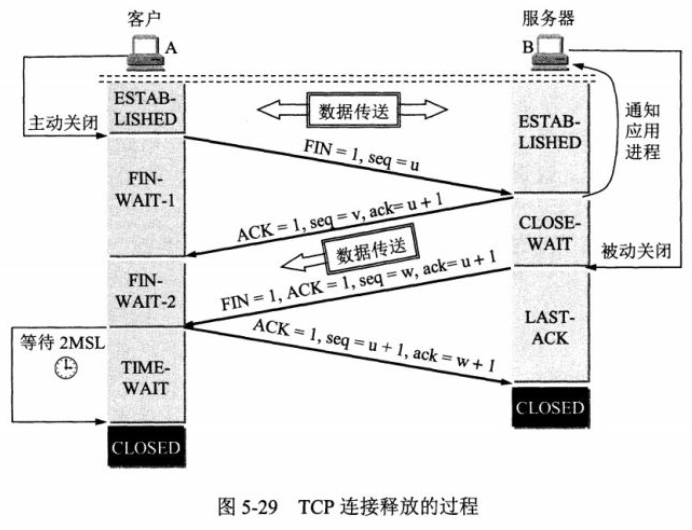 客户
服务器
A
B
ESTAB-
LISHED
主动关闭
数据传送
ESTAB-
LISHED
通知
应用
进程
FIN = 1, seq = u
FIN-
WAIT-1
ACK = 1, seq = v, ack= u + 1
CLOSE-
WAIT
数据传送
被动关闭
FIN-
WAIT-2
FIN = 1, ACK = 1, seq = w, ack= u + 1
LAST-
ACK
等待 2MSL
ACK = 1, seq = u + 1, ack = w + 1
TIME-
WAIT
CLOSED
CLOSED
图 5-29 TCP 连接释放的过程